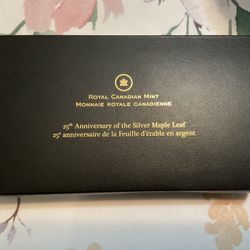 ROYAL CANADIAN MINT
MONNAIE ROYALE CANADIENNE
25th Anniversary of the Silver Maple Leaf
25e anniversaire de la Feuille d'érable en argent